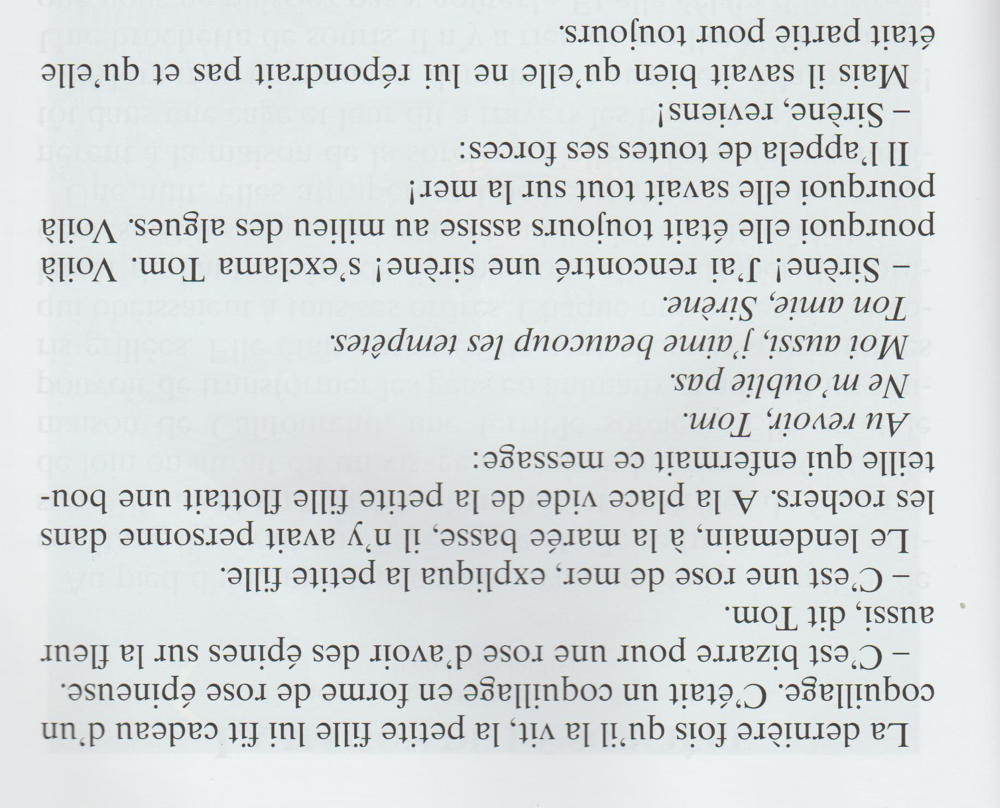 La dernière fois qu'il la vit, la petite fille lui fit cadeau d'un
coquillage. C'était un coquillage en forme de rose épineuse.
– C'est bizarre pour une rose d'avoir des épines sur la fleur
aussi, dit Tom.
– C'est une rose de mer, expliqua la petite fille.
Le lendemain, à la marée basse, il n'y avait personne dans
les rochers. A la place vide de la petite fille flottait une bou-
teille qui enfermait ce message:
Au revoir, Tom.
Ne m'oublie pas.
Moi aussi, j'aime beaucoup les tempêtes.
Ton amie, Sirène.
– Sirène! J'ai rencontré une sirène! s'exclama Tom. Voilà
pourquoi elle était toujours assise au milieu des algues. Voilà
pourquoi elle savait tout sur la mer!
Il l'appela de toutes ses forces:
– Sirène, reviens!
Mais il savait bien qu'elle ne lui répondrait pas et qu'elle
était partie pour toujours.